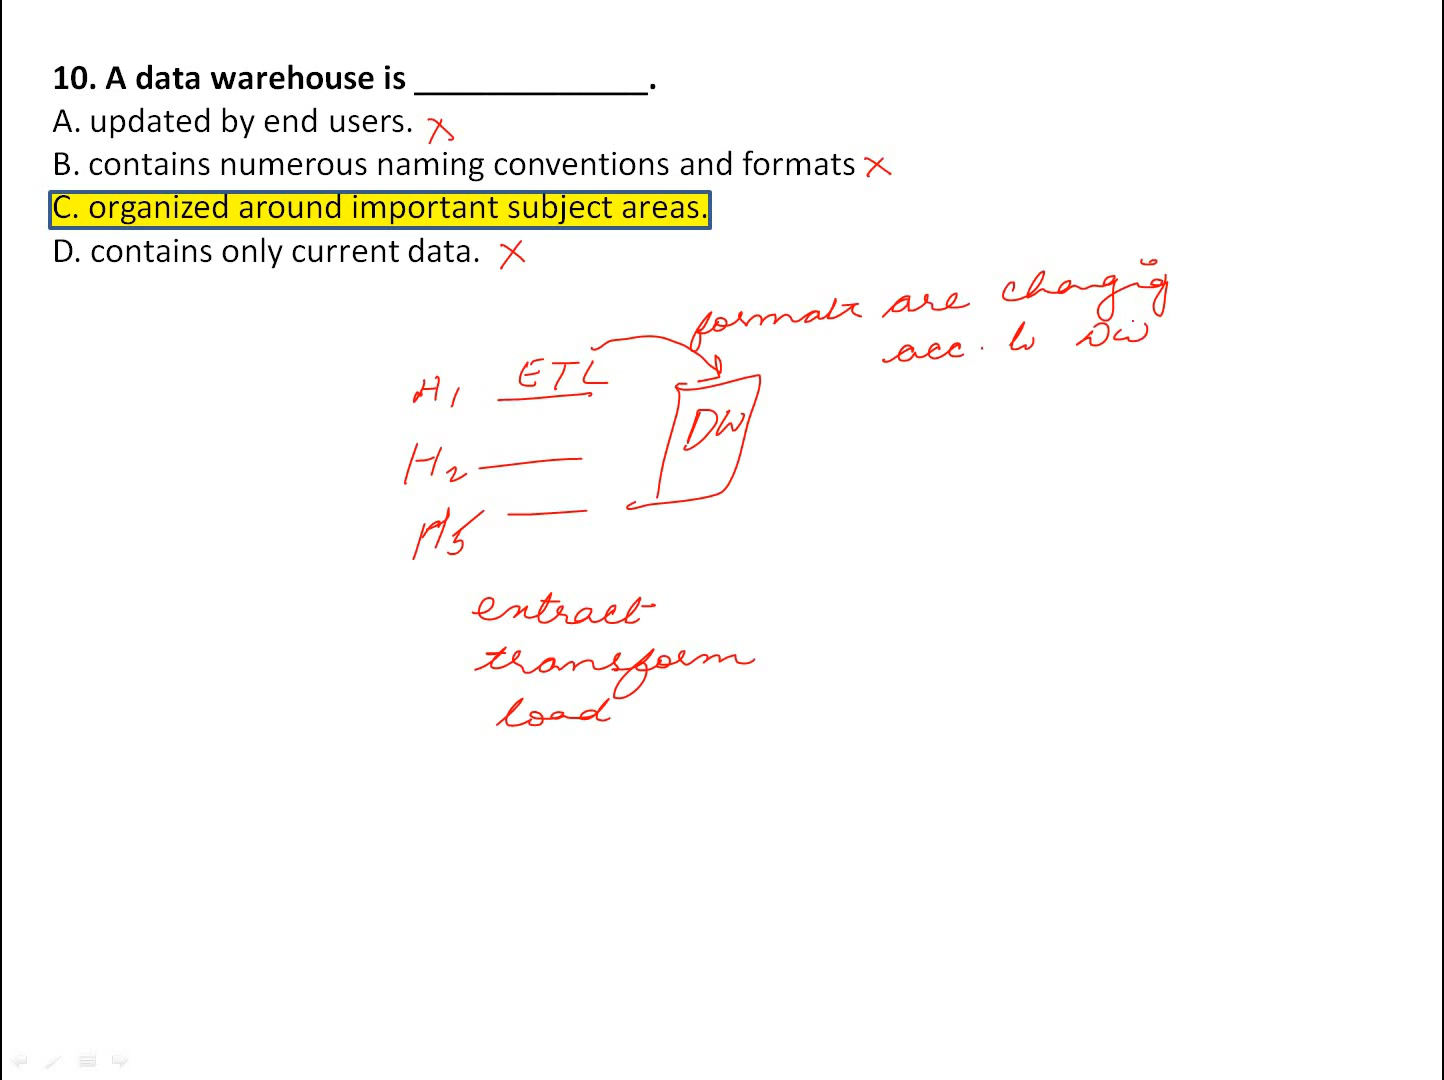 10. A data warehouse is ______________.
A. updated by end users. X
B. contains numerous naming conventions and formats X
C. organized around important subject areas.
D. contains only current data. X
formats are changing
acc. to DW
H1 ETL
DW
H2
H3
extract
transform
load